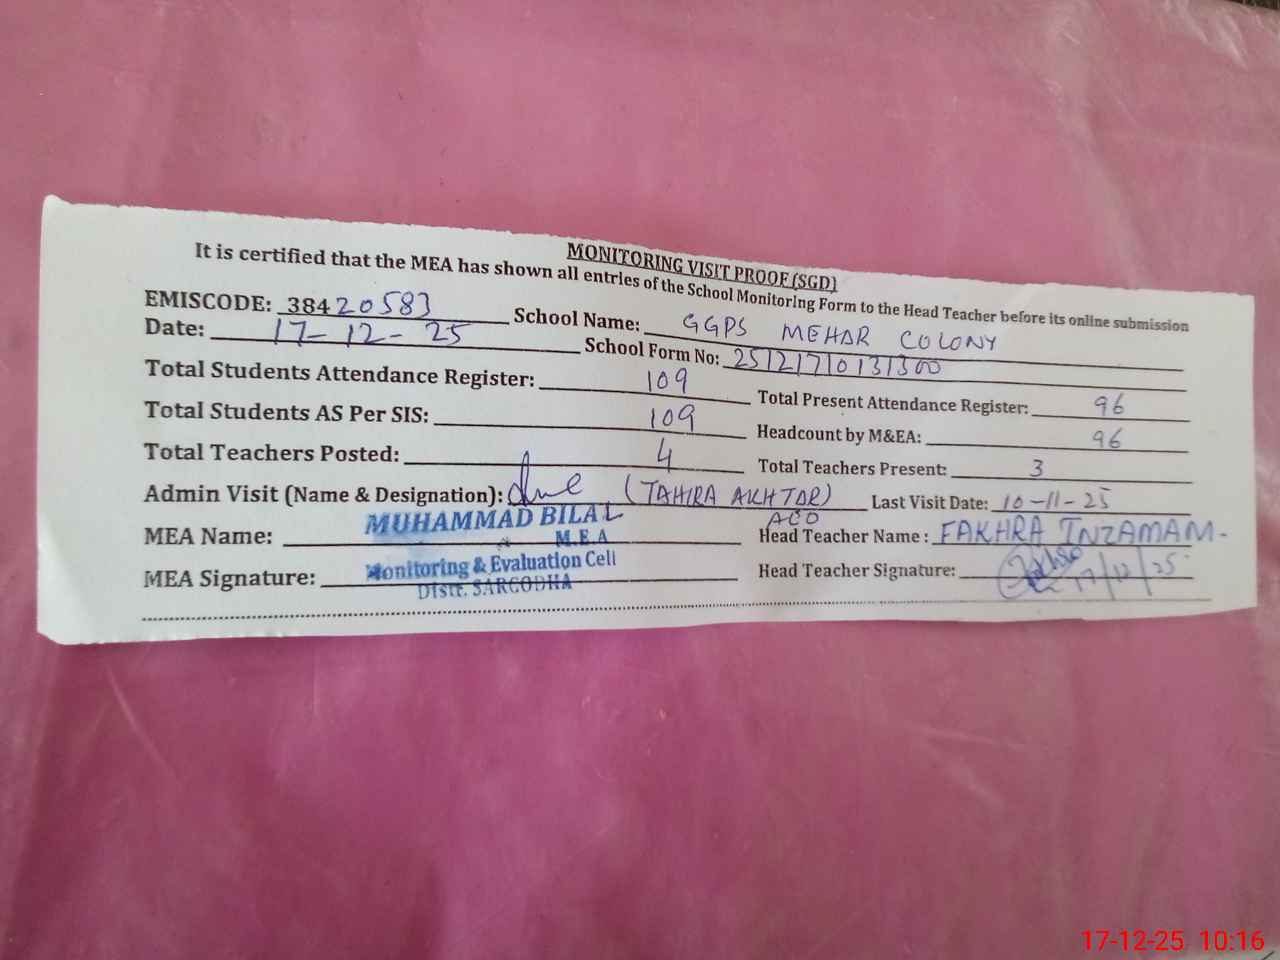 MONITORING VISIT PROOF (SGD)
It is certified that the MEA has shown all entries of the School Monitoring Form to the Head Teacher before its online submission
EMISCODE: 38420583 School Name: GGPS MEHAR COLONY
Date: 17-12-25 School Form No: 25121710131300
Total Students Attendance Register: 109 Total Present Attendance Register: 96
Total Students AS Per SIS: 109 Headcount by M&EA: 96
Total Teachers Posted: 4 Total Teachers Present: 3
Admin Visit (Name & Designation): (TAHIRA AKHTAR) Last Visit Date: 10-11-25
AEO
MEA Name: MUHAMMAD BILAL Head Teacher Name: FAKHRA INZAMAM-
M.E.A
MEA Signature: Monitoring & Evaluation Cell Head Teacher Signature: 17/12/25
Distt. SARGODHA
17-12-25 10:16